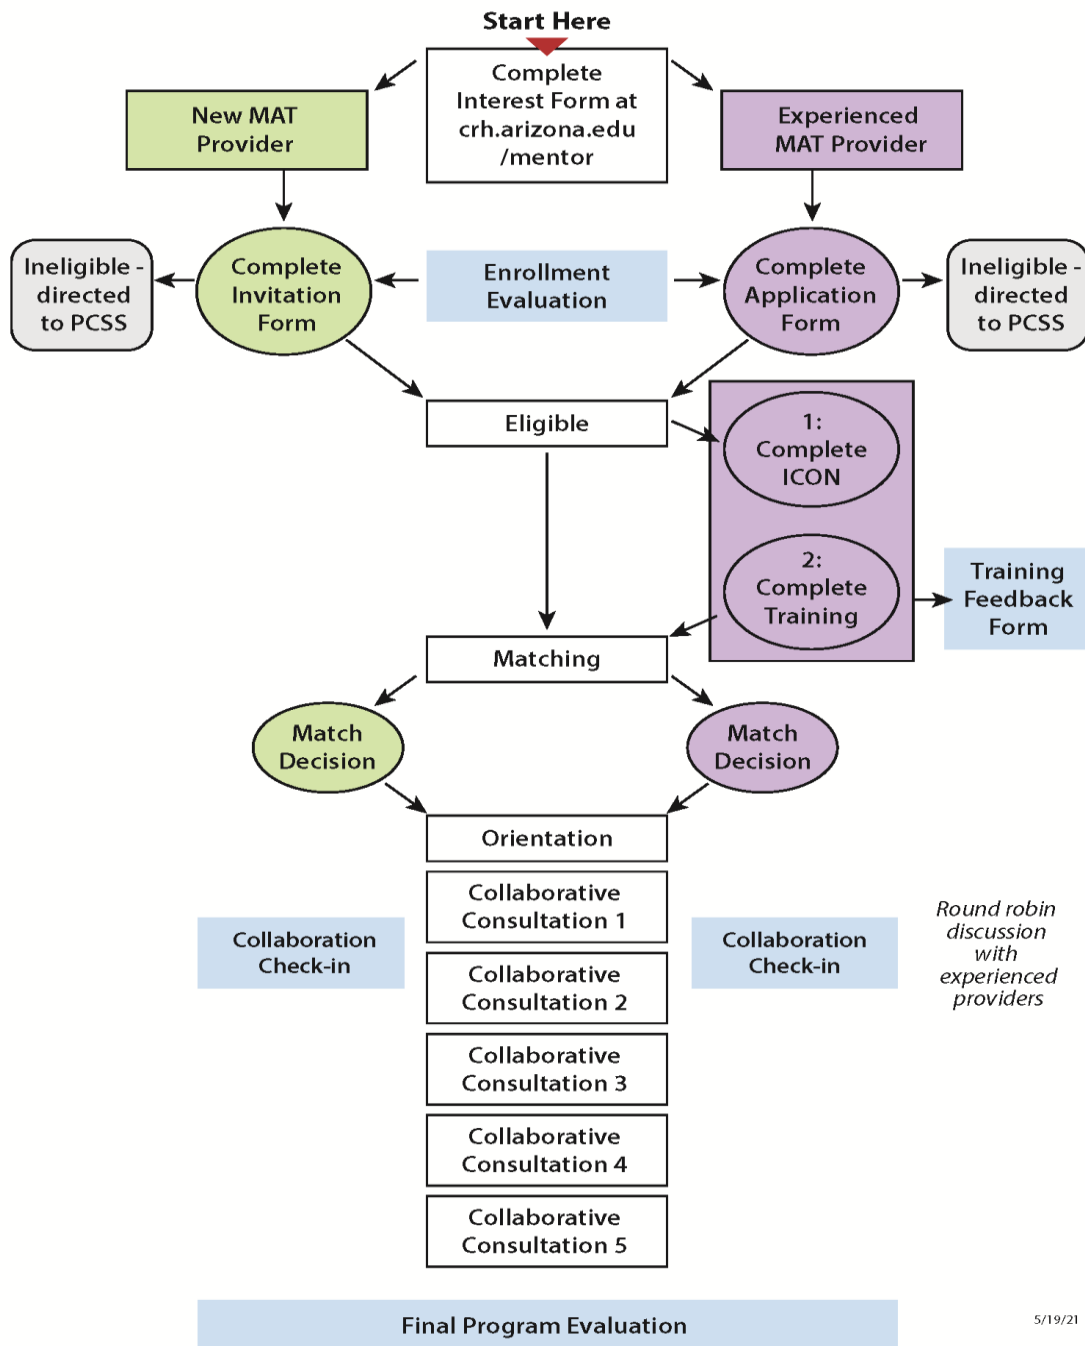 Start Here
Complete
Interest Form at
crh.arizona.edu
/mentor
New MAT
Provider
Experienced
MAT Provider
Ineligible -
directed
to PCSS
Complete
Invitation
Form
Enrollment
Evaluation
Complete
Application
Form
Ineligible -
directed
to PCSS
Eligible
1:
Complete
ICON
2:
Complete
Training
Training
Feedback
Form
Matching
Match
Decision
Match
Decision
Orientation
Collaborative
Consultation 1
Collaboration
Check-in
Collaboration
Check-in
Round robin
discussion
with
experienced
providers
Collaborative
Consultation 2
Collaborative
Consultation 3
Collaborative
Consultation 4
Collaborative
Consultation 5
Final Program Evaluation
5/19/21